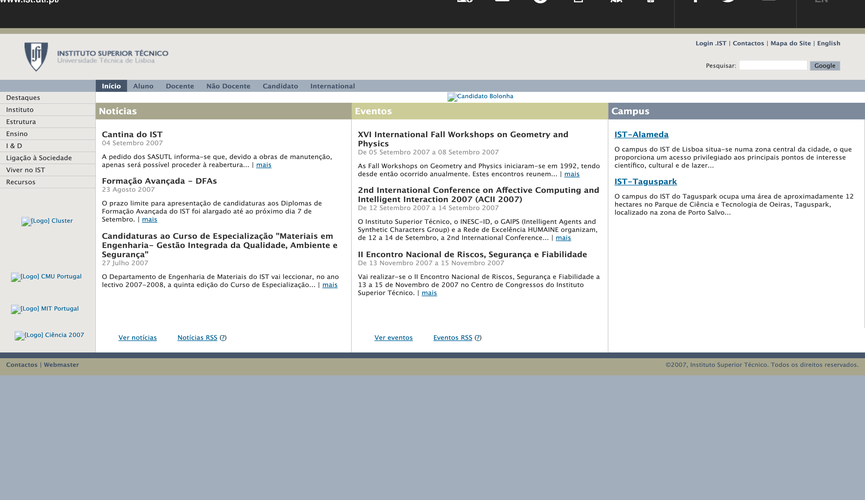 www.ist.utl.pt
EN
INSTITUTO SUPERIOR TÉCNICO
Universidade Técnica de Lisboa
Login .IST | Contactos | Mapa do Site | English
Pesquisar:
Google
Início
Aluno
Docente
Não Docente
Candidato
International
Destaques
Instituto
Estrutura
Ensino
I & D
Ligação à Sociedade
Viver no IST
Recursos
[Logo] Cluster
[Logo] CMU Portugal
[Logo] MIT Portugal
[Logo] Ciência 2007
Candidato Bolonha
Notícias
Cantina do IST
04 Setembro 2007
A pedido dos SASUTL informa-se que, devido a obras de manutenção,
apenas será possível proceder à reabertura... | mais
Formação Avançada - DFAs
23 Agosto 2007
O prazo limite para apresentação de candidaturas aos Diplomas de
Formação Avançada do IST foi alargado até ao próximo dia 7 de
Setembro. | mais
Candidaturas ao Curso de Especialização "Materiais em
Engenharia- Gestão Integrada da Qualidade, Ambiente e
Segurança"
27 Julho 2007
O Departamento de Engenharia de Materiais do IST vai leccionar, no ano
lectivo 2007-2008, a quinta edição do Curso de Especialização... | mais
Ver notícias
Notícias RSS (?)
Eventos
XVI International Fall Workshops on Geometry and
Physics
De 05 Setembro 2007 a 08 Setembro 2007
As Fall Workshops on Geometry and Physics iniciaram-se em 1992, tendo
desde então ocorrido anualmente. Estes encontros reunem... | mais
2nd International Conference on Affective Computing and
Intelligent Interaction 2007 (ACII 2007)
De 12 Setembro 2007 a 14 Setembro 2007
O Instituto Superior Técnico, o INESC-ID, o GAIPS (Intelligent Agents and
Synthetic Characters Group) e a Rede de Excelência HUMAINE organizam,
de 12 a 14 de Setembro, a 2nd International Conference... | mais
II Encontro Nacional de Riscos, Segurança e Fiabilidade
De 13 Novembro 2007 a 15 Novembro 2007
Vai realizar-se o II Encontro Nacional de Riscos, Segurança e Fiabilidade a
13 a 15 de Novembro de 2007 no Centro de Congressos do Instituto
Superior Técnico. | mais
Ver eventos
Eventos RSS (?)
Campus
IST-Alameda
O campus do IST de Lisboa situa-se numa zona central da cidade, o que
proporciona um acesso privilegiado aos principais pontos de interesse
científico, cultural e de lazer...
IST-Taguspark
O campus do IST do Taguspark ocupa uma área de aproximadamente 12
hectares no Parque de Ciência e Tecnologia de Oeiras, Taguspark,
localizado na zona de Porto Salvo...
Contactos | Webmaster
©2007, Instituto Superior Técnico. Todos os direitos reservados.